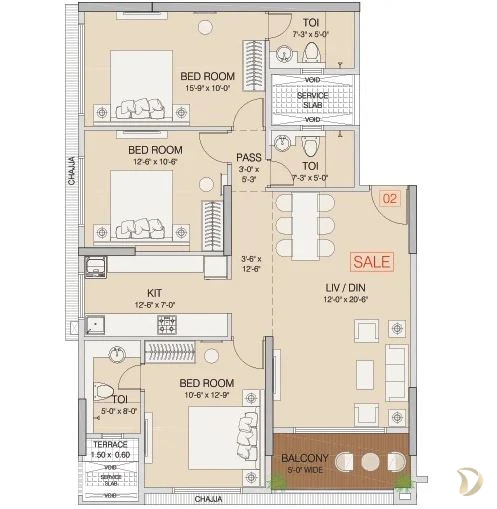 TOI
7'-3" x 5'-0"
BED ROOM
15'-9" x 10'-0"
VOID
SERVICE
SLAB
VOID
CHAJJA
BED ROOM
12'-6" x 10'-6"
PASS
3'-0" x
5'-3"
TOI
7'-3" x 5'-0"
02
3'-6" x
12'-6"
SALE
LIV / DIN
12'-0" x 20'-6"
KIT
12'-6" x 7'-0"
BED ROOM
10'-6" x 12'-9"
TOI
5'-0" x 8'-0"
TERRACE
1.50 x 0.60
VOID
SERVICE
SLAB
VOID
BALCONY
5'-0" WIDE
CHAJJA